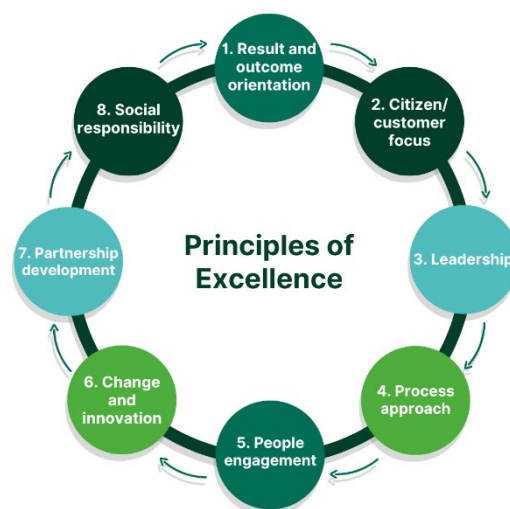 1. Result and
outcome
orientation
2. Citizen/
customer
focus
3. Leadership
4. Process
approach
5. People
engagement
6. Change
and
innovation
7. Partnership
development
8. Social
responsibility
Principles of
Excellence